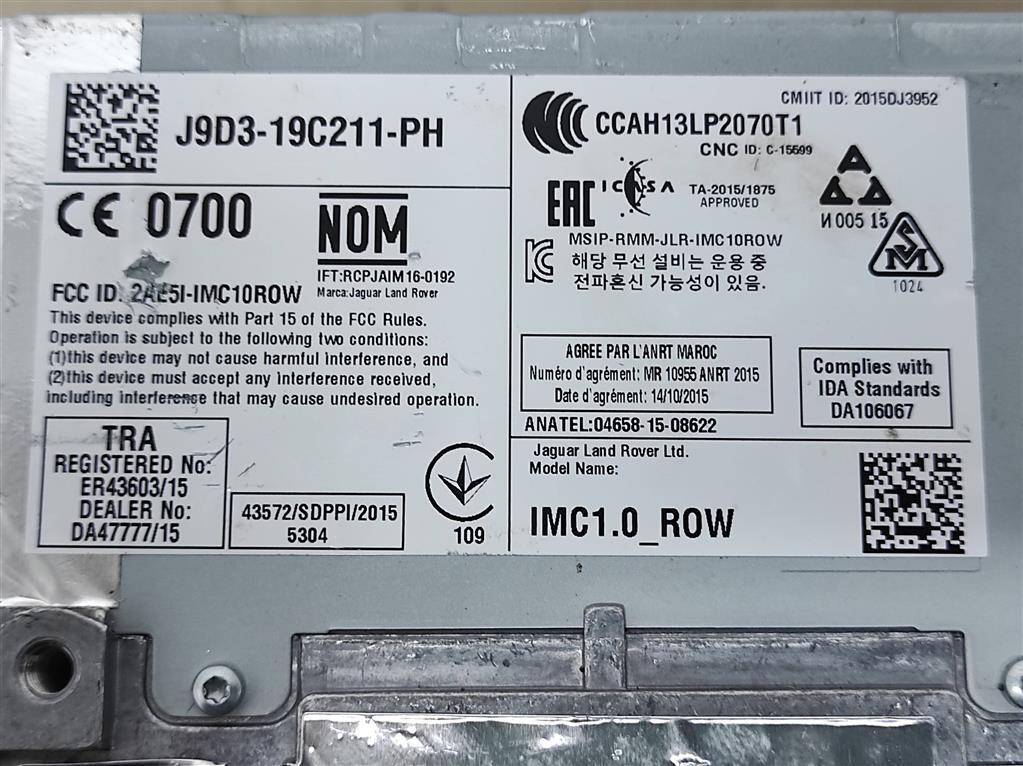 J9D3-19C211-PH
CE 0700
NOM
IFT:RCPJAIM16-0192
Marca:Jaguar Land Rover
FCC ID: 2AE5I-IMC10ROW
This device complies with Part 15 of the FCC Rules.
Operation is subject to the following two conditions:
(1)this device may not cause harmful interference, and
(2)this device must accept any interference received,
including interference that may cause undesired operation.
TRA
REGISTERED No:
ER43603/15
DEALER No:
DA47777/15
43572/SDPPI/2015
5304
109
CMIIT ID: 2015DJ3952
CCAH13LP2070T1
CNC ID: C-15699
EAC
ICASA
TA-2015/1875
APPROVED
И 005 15
MSIP-RMM-JLR-IMC10ROW
해당 무선 설비는 운용 중
전파혼신 가능성이 있음.
1024
AGREE PAR L'ANRT MAROC
Numéro d'agrément: MR 10955 ANRT 2015
Date d'agrément: 14/10/2015
Complies with
IDA Standards
DA106067
ANATEL:04658-15-08622
Jaguar Land Rover Ltd.
Model Name:
IMC1.0_ROW